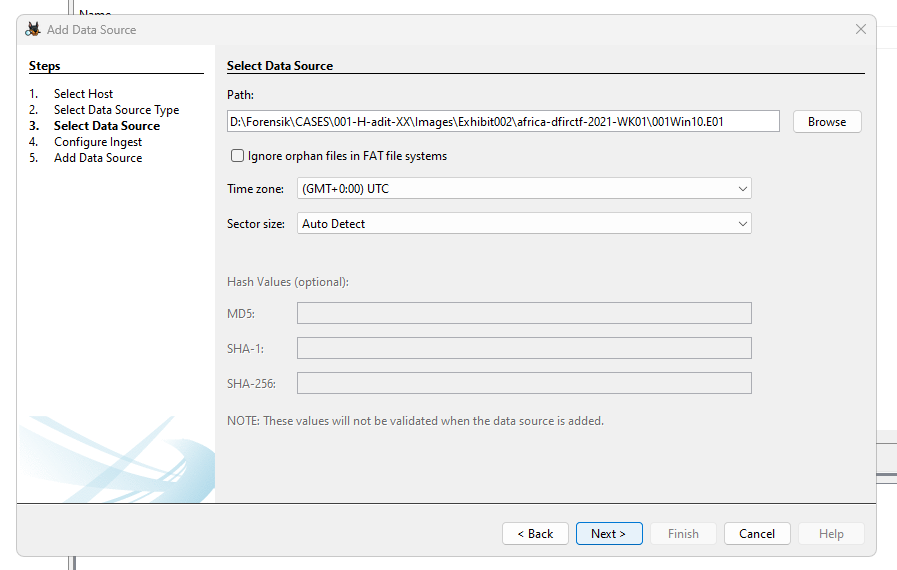 Name
Add Data Source
Steps
1. Select Host
2. Select Data Source Type
3. Select Data Source
4. Configure Ingest
5. Add Data Source
Select Data Source
Path:
D:\Forensik\CASES\001-H-adit-XX\Images\Exhibit002\africa-dfirctf-2021-WK01\001Win10.E01
Browse
Ignore orphan files in FAT file systems
Time zone: (GMT+0:00) UTC
Sector size: Auto Detect
Hash Values (optional):
MD5:
SHA-1:
SHA-256:
NOTE: These values will not be validated when the data source is added.
< Back Next > Finish Cancel Help